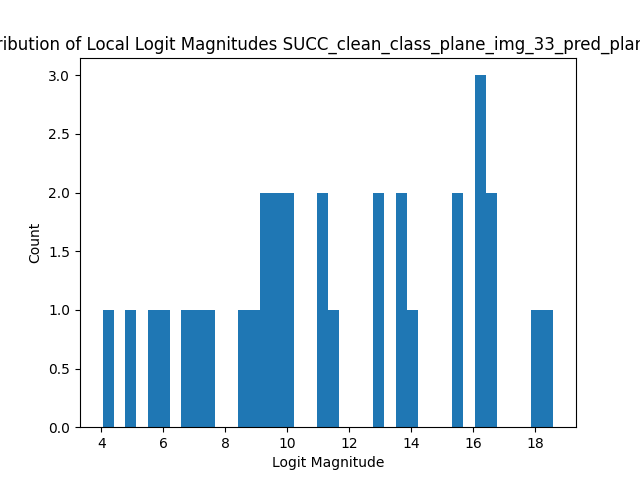 ribution of Local Logit Magnitudes SUCC_clean_class_plane_img_33_pred_plan
3.0
2.5
2.0
1.5
1.0
0.5
0.0
Count
4 6 8 10 12 14 16 18
Logit Magnitude